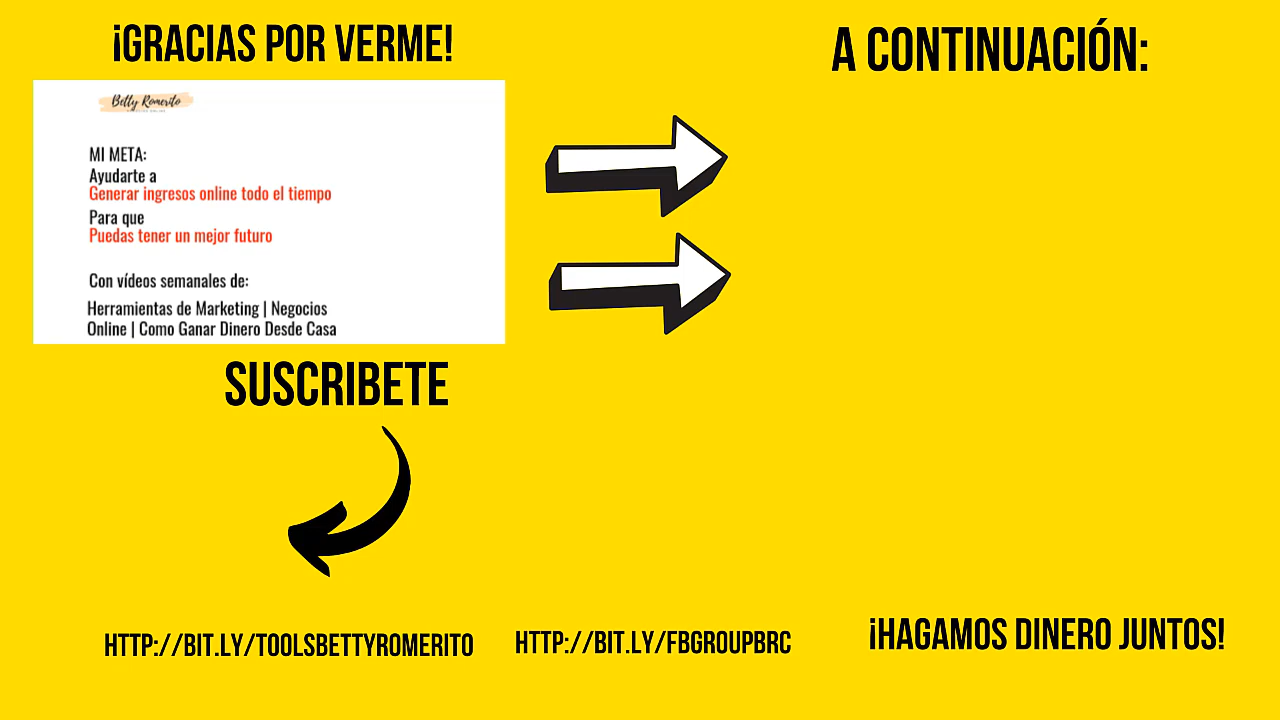 ¡GRACIAS POR VERME!
A CONTINUACIÓN:
Betty Romerito
MI META:
Ayudarte a
Generar ingresos online todo el tiempo
Para que
Puedas tener un mejor futuro
Con vídeos semanales de:
Herramientas de Marketing | Negocios
Online | Como Ganar Dinero Desde Casa
SUSCRIBETE
HTTP://BIT.LY/TOOLSBETTYROMERITO
HTTP://BIT.LY/FBGROUPBRC
¡HAGAMOS DINERO JUNTOS!